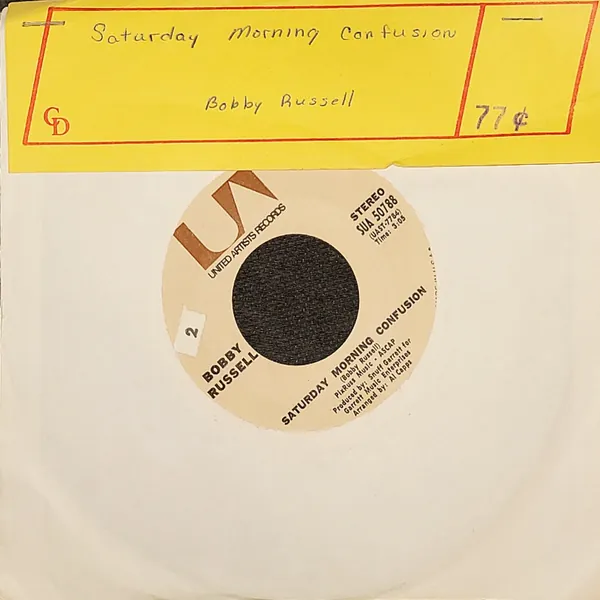 Saturday Morning Confusion
Bobby Russell
GD
77¢
UA
UNITED ARTISTS RECORDS
STEREO
SUA 50788
(UAST-7784)
Time: 3:05
2
BOBBY
RUSSELL
SATURDAY MORNING CONFUSION
(Bobby Russell)
PixRuss Music - ASCAP
Produced by: Snuff Garrett for
Garrett Music Enterprises
Arranged by: Al Capps